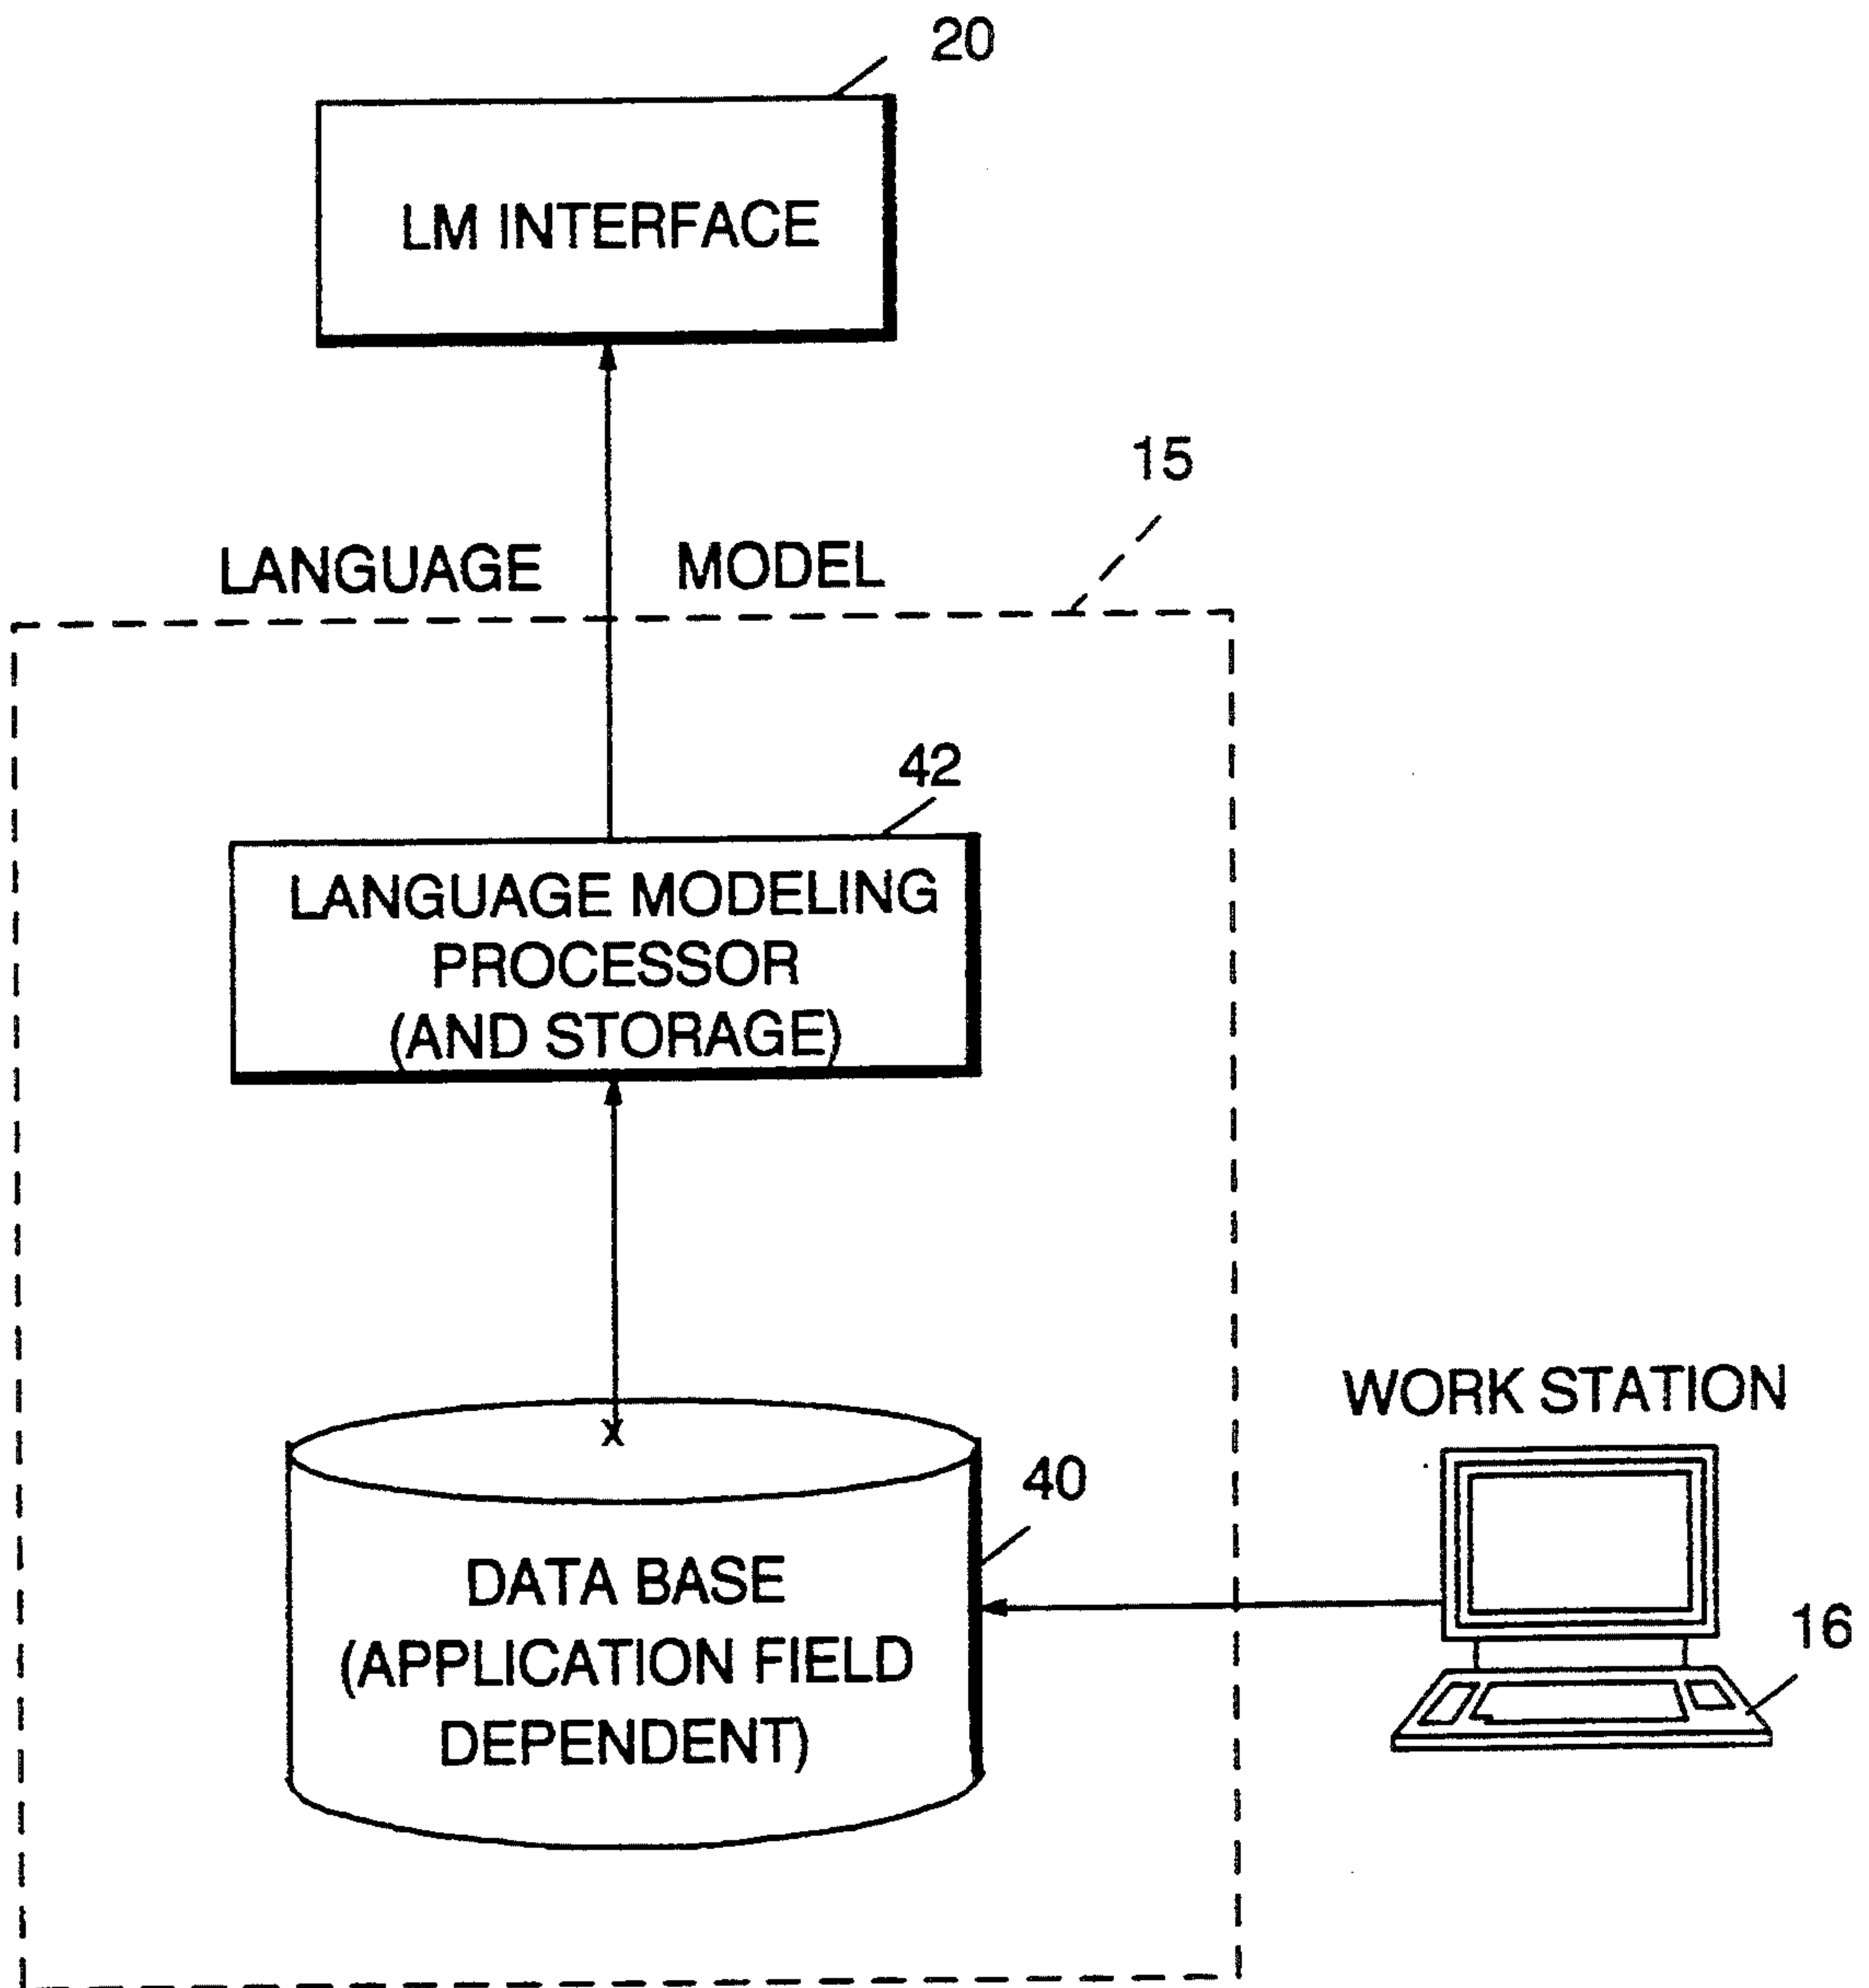 20
LM INTERFACE
15
LANGUAGE MODEL
42
LANGUAGE MODELING
PROCESSOR
(AND STORAGE)
WORK STATION
X
40
DATA BASE
(APPLICATION FIELD
DEPENDENT)
16